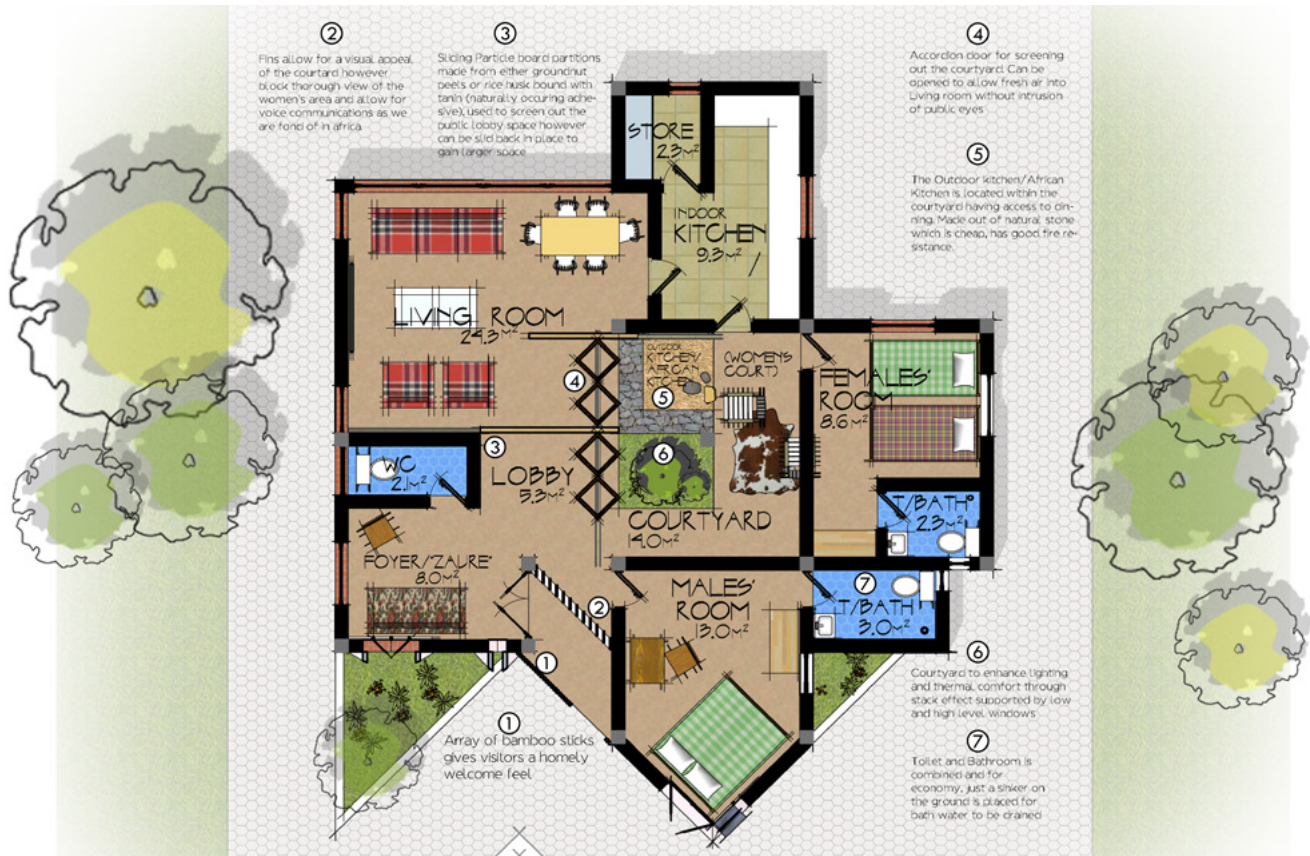 ②
Fins allow for a visual appeal
of the courtard however
block thorough view of the
women's area and allow for
voice communications as we
are fond of in africa
③
Sliding Particle board partitions
made from either groundnut
peels or rice husk bound with
tanin (naturally occuring adhe-
sive), used to screen out the
public lobby space however
can be slid back in place to
gain larger space
④
Accordion door for screening
out the courtyard. Can be
opened to allow fresh air into
Living room without intrusion
of public eyes
⑤
The Outdoor kitchen/African
Kitchen is located within the
courtyard having access to din-
ning. Made out of natural stone
which is cheap, has good fire re-
sistance.
STORE
2.3M²
INDOOR
KITCHEN
9.3M²
LIVING ROOM
24.3M²
④
OUTDOOR
KITCHEN/
AFRICAN
KITCHEN
⑤
(WOMENS
COURT)
FEMALES'
ROOM
8.6M²
③
WC
2.1M²
LOBBY
5.3M²
⑥
COURTYARD
14.0M²
T/BATH
2.3M²
FOYER/"ZAURE"
8.0M²
②
MALES'
ROOM
13.0M²
⑦
T/BATH
3.0M²
①
①
Array of bamboo sticks
gives visitors a homely
welcome feel
⑥
Courtyard to enhance lighting
and thermal comfort through
stack effect supported by low
and high level windows
⑦
Toilet and Bathroom is
combined and for
economy, just a sinker on
the ground is placed for
bath water to be drained